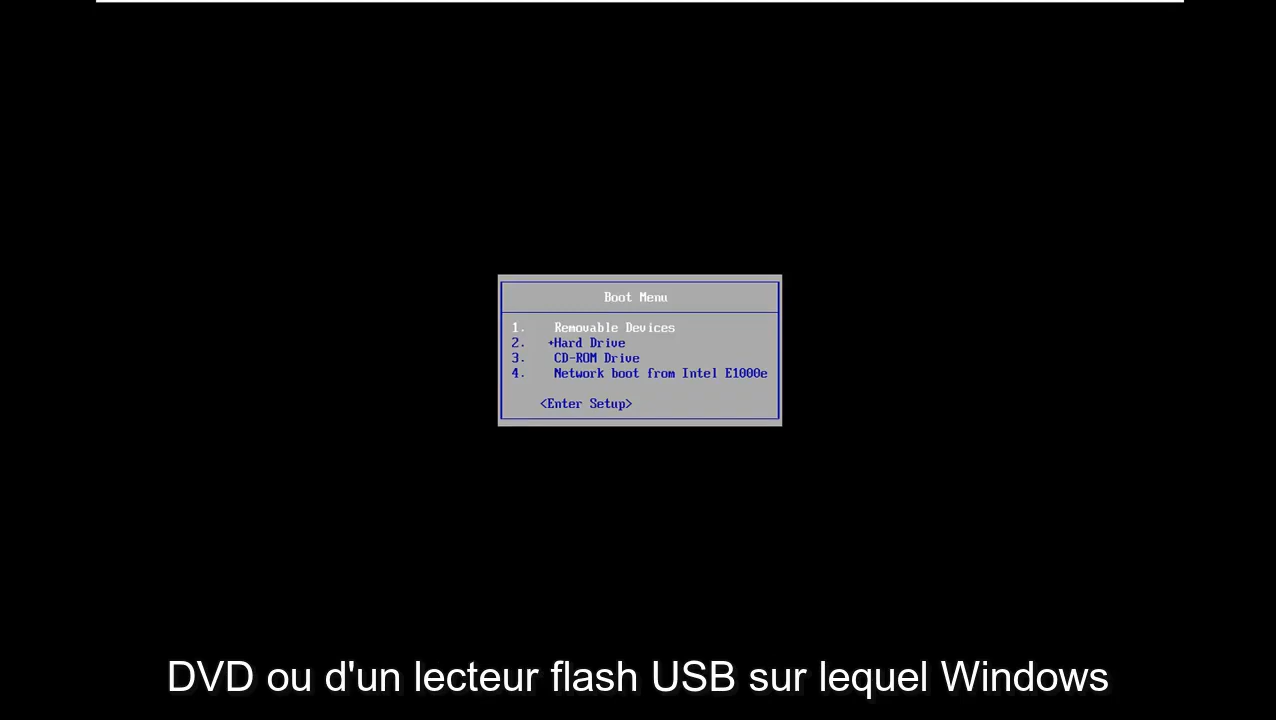 Boot Menu
1. Removable Devices
2. +Hard Drive
3. CD-ROM Drive
4. Network boot from Intel E1000e
<Enter Setup>
DVD ou d'un lecteur flash USB sur lequel Windows